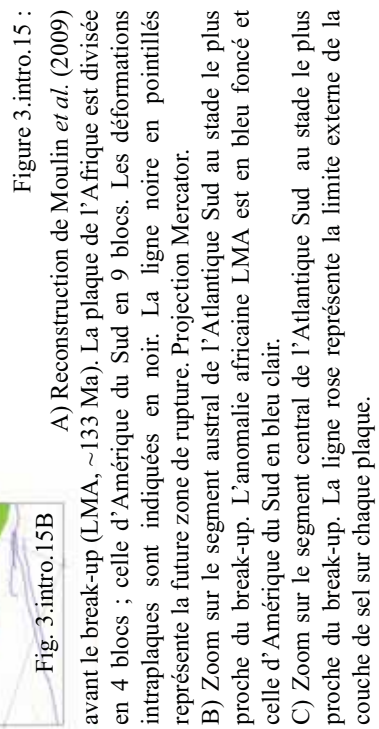 Fig. 3.intro.15B
Figure 3.intro.15 :
A) Reconstruction de Moulin et al. (2009)
avant le break-up (LMA, ~133 Ma). La plaque de l'Afrique est divisée
en 4 blocs ; celle d'Amérique du Sud en 9 blocs. Les déformations
intraplaques sont indiquées en noir. La ligne noire en pointillés
représente la future zone de rupture. Projection Mercator.
B) Zoom sur le segment austral de l'Atlantique Sud au stade le plus
proche du break-up. L'anomalie africaine LMA est en bleu foncé et
celle d'Amérique du Sud en bleu clair.
C) Zoom sur le segment central de l'Atlantique Sud au stade le plus
proche du break-up. La ligne rose représente la limite externe de la
couche de sel sur chaque plaque.